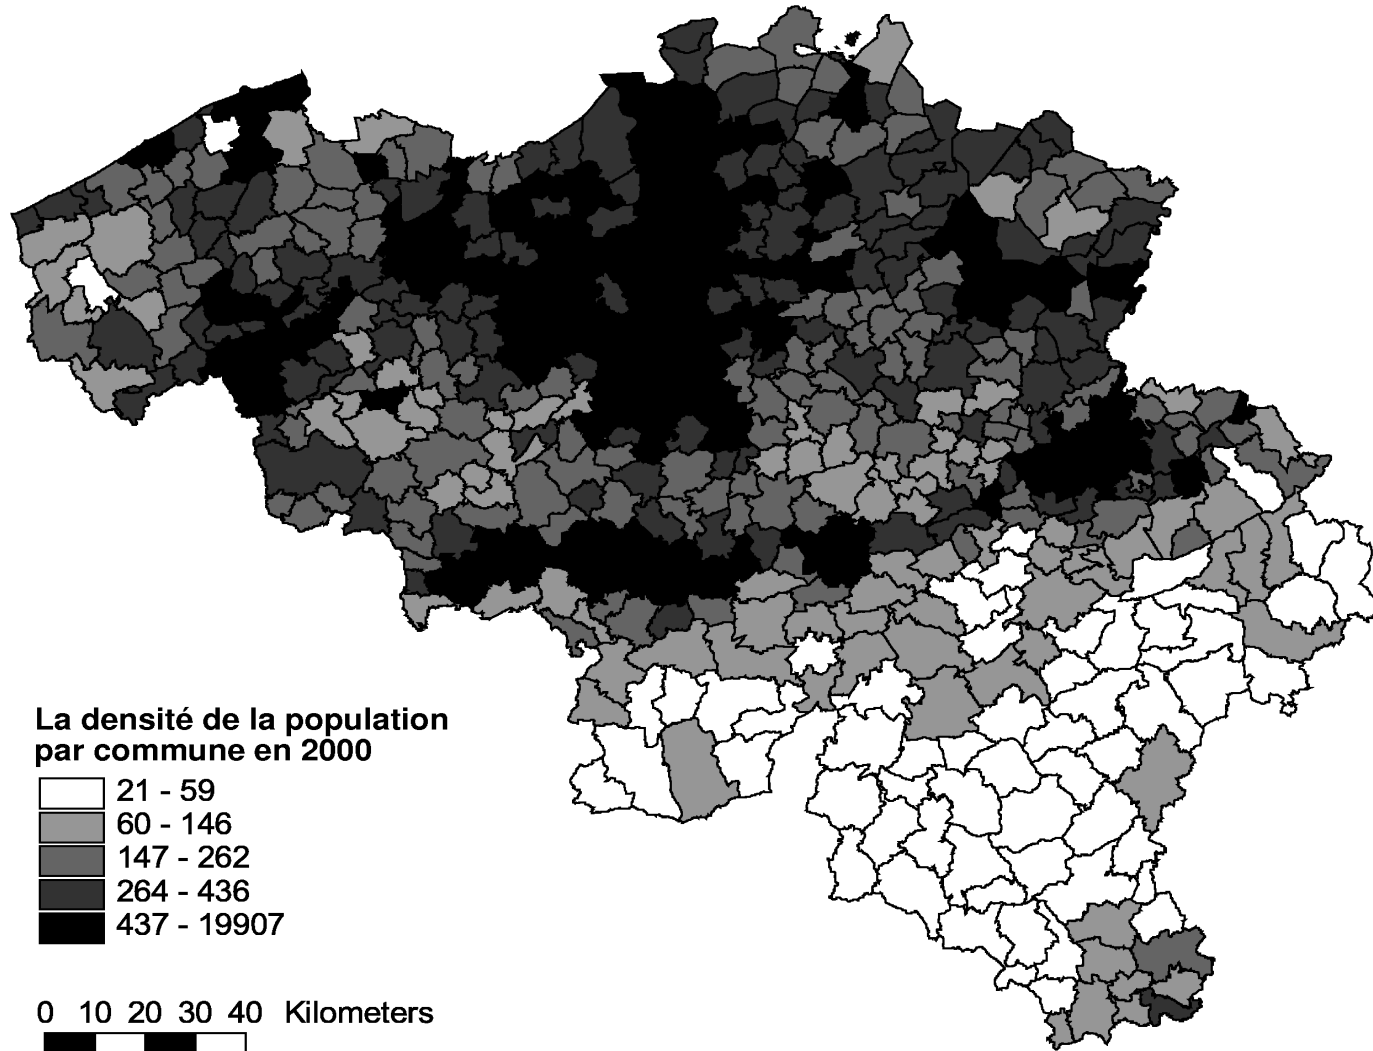 La densité de la population
par commune en 2000
21 - 59
60 - 146
147 - 262
264 - 436
437 - 19907
0 10 20 30 40 Kilometers